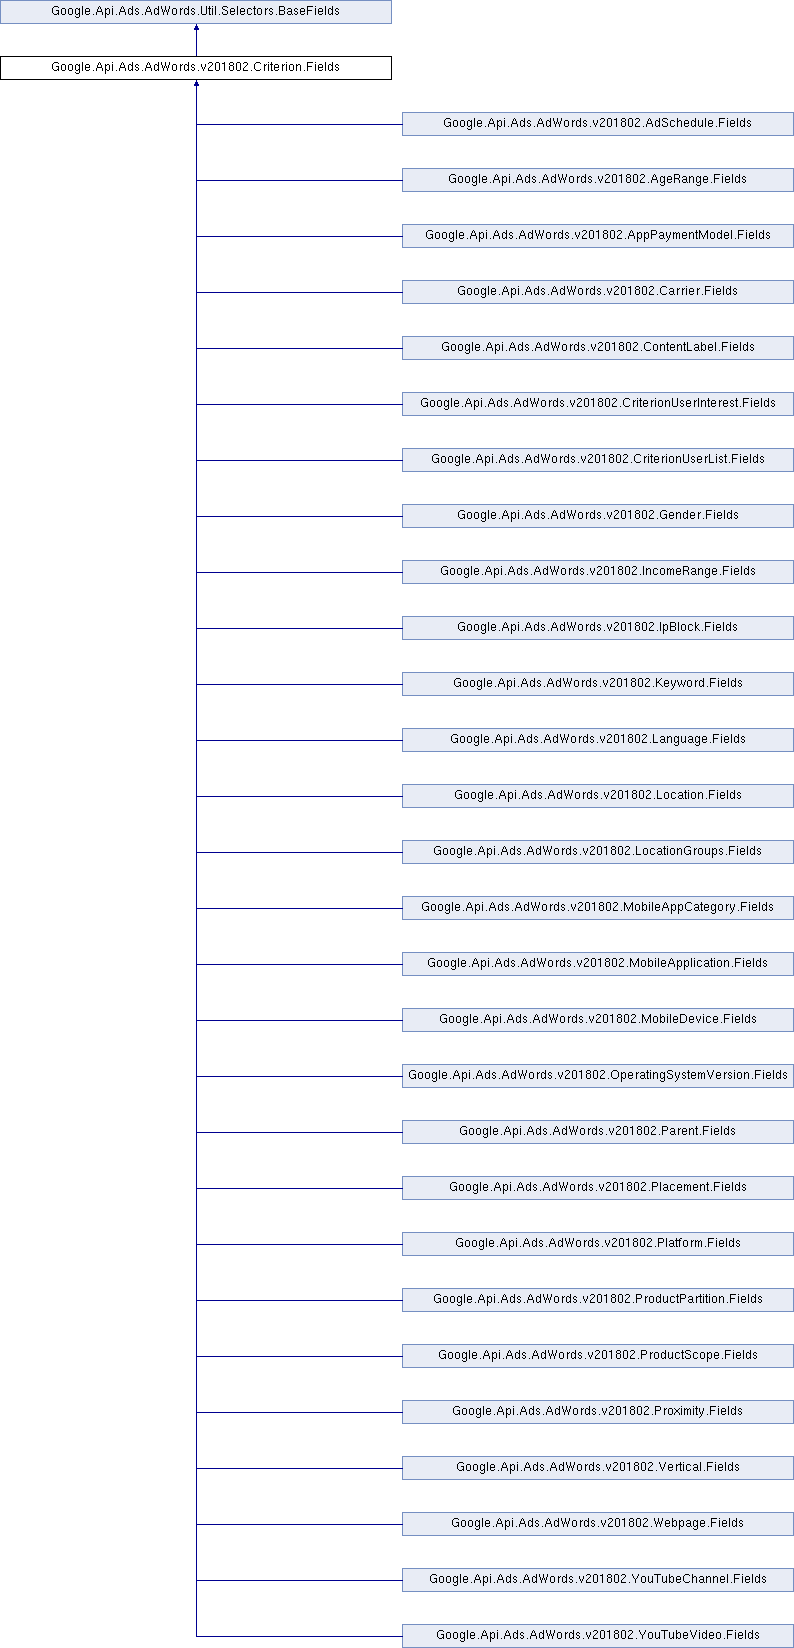 Google.Api.Ads.AdWords.Util.Selectors.BaseFields
Google.Api.Ads.AdWords.v201802.Criterion.Fields
Google.Api.Ads.AdWords.v201802.AdSchedule.Fields
Google.Api.Ads.AdWords.v201802.AgeRange.Fields
Google.Api.Ads.AdWords.v201802.AppPaymentModel.Fields
Google.Api.Ads.AdWords.v201802.Carrier.Fields
Google.Api.Ads.AdWords.v201802.ContentLabel.Fields
Google.Api.Ads.AdWords.v201802.CriterionUserInterest.Fields
Google.Api.Ads.AdWords.v201802.CriterionUserList.Fields
Google.Api.Ads.AdWords.v201802.Gender.Fields
Google.Api.Ads.AdWords.v201802.IncomeRange.Fields
Google.Api.Ads.AdWords.v201802.IpBlock.Fields
Google.Api.Ads.AdWords.v201802.Keyword.Fields
Google.Api.Ads.AdWords.v201802.Language.Fields
Google.Api.Ads.AdWords.v201802.Location.Fields
Google.Api.Ads.AdWords.v201802.LocationGroups.Fields
Google.Api.Ads.AdWords.v201802.MobileAppCategory.Fields
Google.Api.Ads.AdWords.v201802.MobileApplication.Fields
Google.Api.Ads.AdWords.v201802.MobileDevice.Fields
Google.Api.Ads.AdWords.v201802.OperatingSystemVersion.Fields
Google.Api.Ads.AdWords.v201802.Parent.Fields
Google.Api.Ads.AdWords.v201802.Placement.Fields
Google.Api.Ads.AdWords.v201802.Platform.Fields
Google.Api.Ads.AdWords.v201802.ProductPartition.Fields
Google.Api.Ads.AdWords.v201802.ProductScope.Fields
Google.Api.Ads.AdWords.v201802.Proximity.Fields
Google.Api.Ads.AdWords.v201802.Vertical.Fields
Google.Api.Ads.AdWords.v201802.Webpage.Fields
Google.Api.Ads.AdWords.v201802.YouTubeChannel.Fields
Google.Api.Ads.AdWords.v201802.YouTubeVideo.Fields